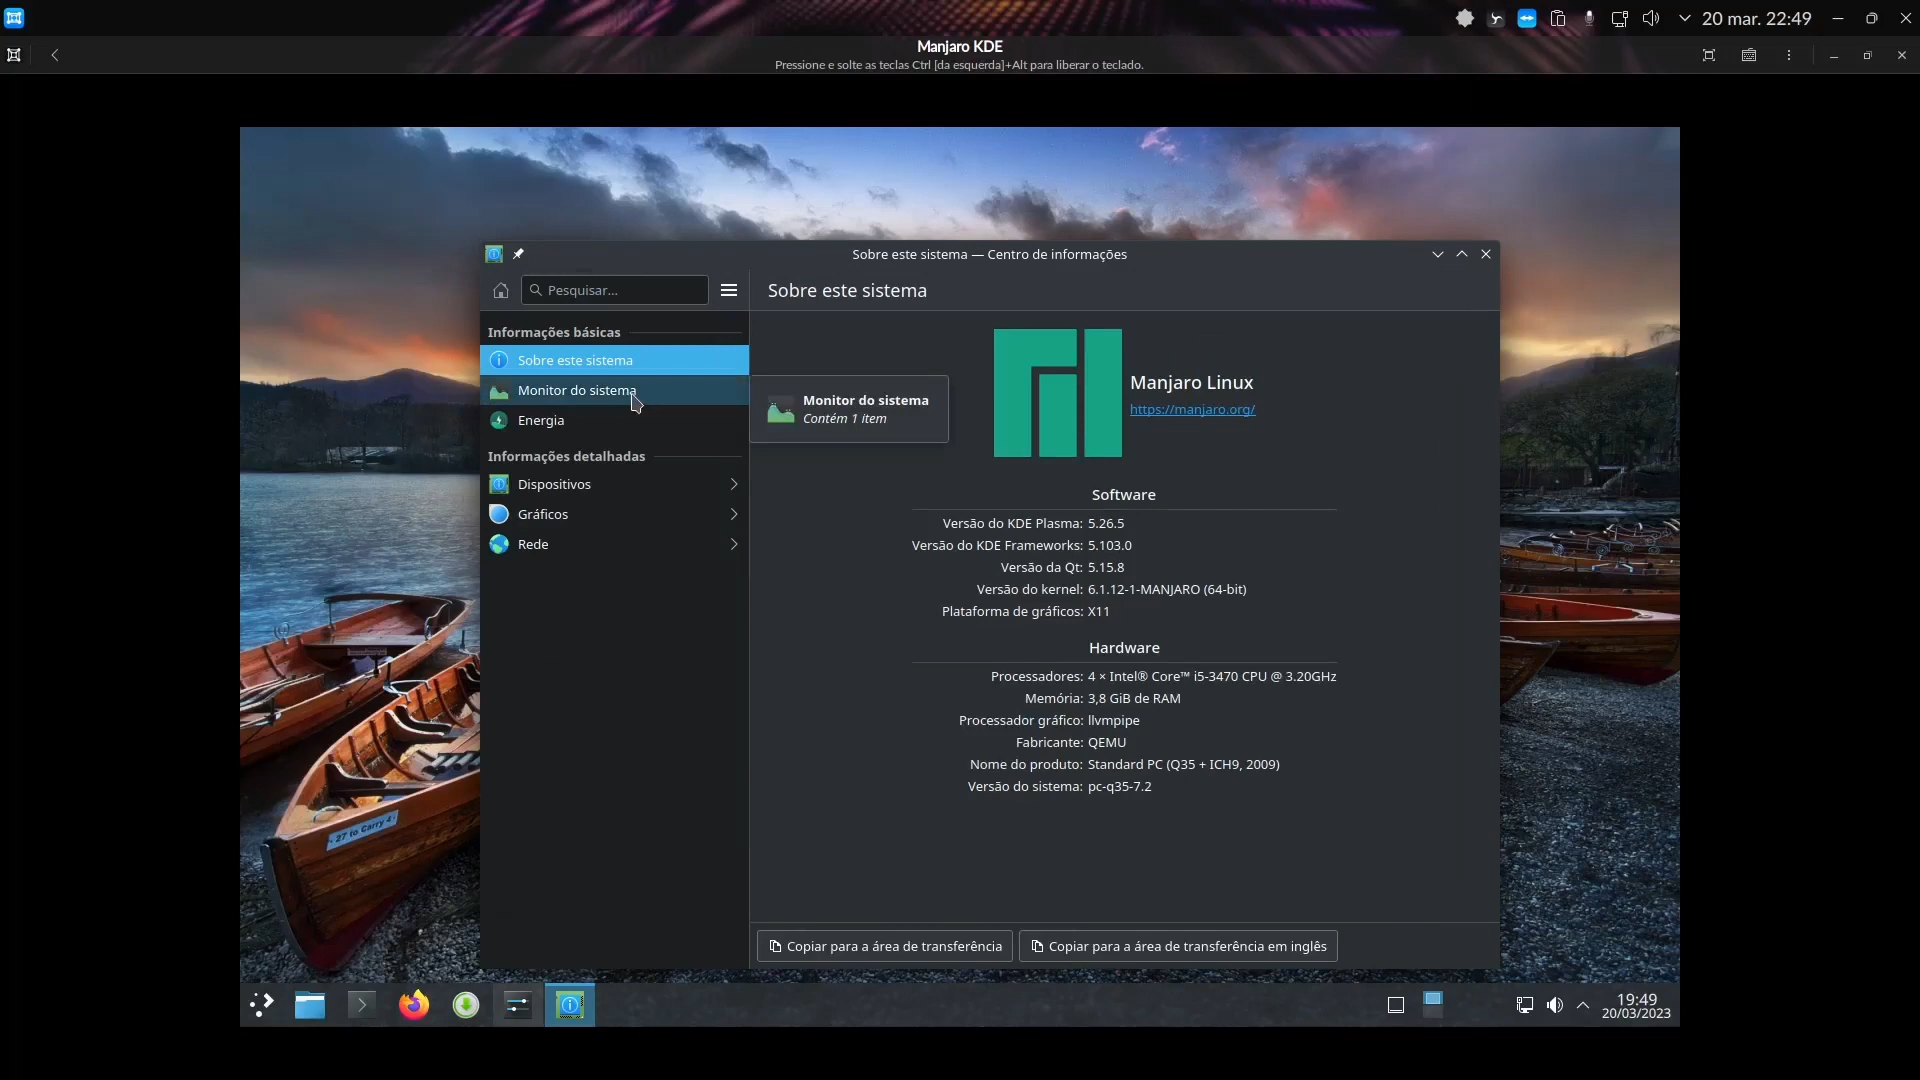 20 mar. 22:49
Manjaro KDE
Pressione e solte as teclas Ctrl [da esquerda]+Alt para liberar o teclado.
Sobre este sistema — Centro de informações
Pesquisar...
Sobre este sistema
Informações básicas
Sobre este sistema
Monitor do sistema
Energia
Informações detalhadas
Dispositivos
Gráficos
Rede
Monitor do sistema
Contém 1 item
Manjaro Linux
https://manjaro.org/
Software
Versão do KDE Plasma: 5.26.5
Versão do KDE Frameworks: 5.103.0
Versão da Qt: 5.15.8
Versão do kernel: 6.1.12-1-MANJARO (64-bit)
Plataforma de gráficos: X11
Hardware
Processadores: 4 × Intel® Core™ i5-3470 CPU @ 3.20GHz
Memória: 3,8 GiB de RAM
Processador gráfico: llvmpipe
Fabricante: QEMU
Nome do produto: Standard PC (Q35 + ICH9, 2009)
Versão do sistema: pc-q35-7.2
27 to Carry 4
Copiar para a área de transferência
Copiar para a área de transferência em inglês
19:49
20/03/2023